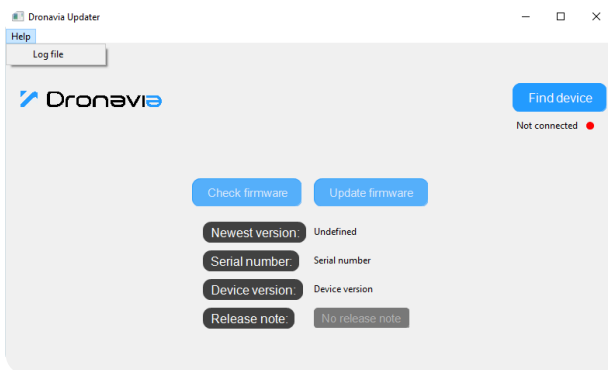 Dronavia Updater
Help
Log file
Dronavia
Find device
Not connected
Check firmware
Update firmware
Newest version: Undefined
Serial number: Serial number
Device version: Device version
Release note: No release note